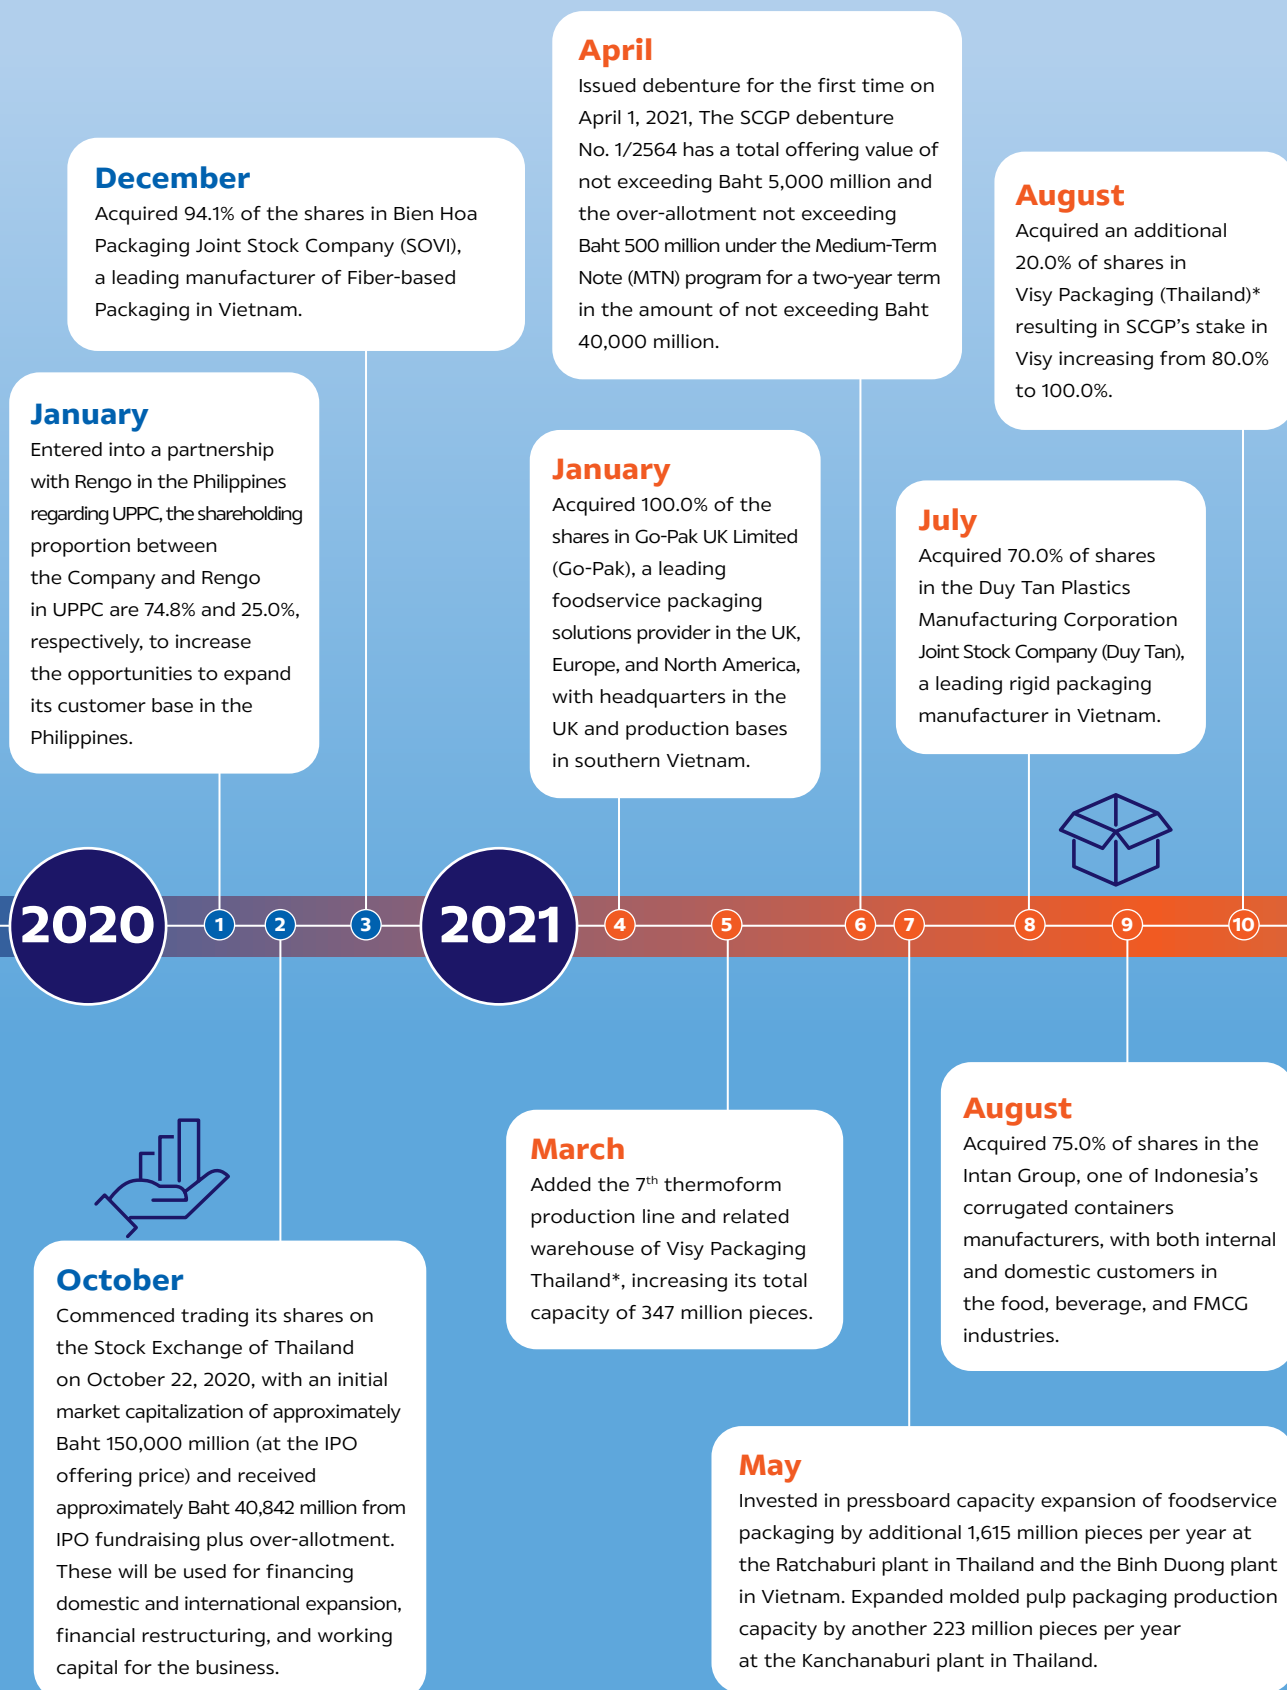 December
Acquired 94.1% of the shares in Bien Hoa
Packaging Joint Stock Company (SOVI),
a leading manufacturer of Fiber-based
Packaging in Vietnam.
January
Entered into a partnership
with Rengo in the Philippines
regarding UPPC, the shareholding
proportion between
the Company and Rengo
in UPPC are 74.8% and 25.0%,
respectively, to increase
the opportunities to expand
its customer base in the
Philippines.
April
Issued debenture for the first time on
April 1, 2021, The SCGP debenture
No. 1/2564 has a total offering value of
not exceeding Baht 5,000 million and
the over-allotment not exceeding
Baht 500 million under the Medium-Term
Note (MTN) program for a two-year term
in the amount of not exceeding Baht
40,000 million.
January
Acquired 100.0% of the
shares in Go-Pak UK Limited
(Go-Pak), a leading
foodservice packaging
solutions provider in the UK,
Europe, and North America,
with headquarters in the
UK and production bases
in southern Vietnam.
August
Acquired an additional
20.0% of shares in
Visy Packaging (Thailand)*
resulting in SCGP’s stake in
Visy increasing from 80.0%
to 100.0%.
July
Acquired 70.0% of shares
in the Duy Tan Plastics
Manufacturing Corporation
Joint Stock Company (Duy Tan),
a leading rigid packaging
manufacturer in Vietnam.
2020 1 2 3 2021 4 5 6 7 8 9 10
October
Commenced trading its shares on
the Stock Exchange of Thailand
on October 22, 2020, with an initial
market capitalization of approximately
Baht 150,000 million (at the IPO
offering price) and received
approximately Baht 40,842 million from
IPO fundraising plus over-allotment.
These will be used for financing
domestic and international expansion,
financial restructuring, and working
capital for the business.
March
Added the 7th thermoform
production line and related
warehouse of Visy Packaging
Thailand*, increasing its total
capacity of 347 million pieces.
August
Acquired 75.0% of shares in the
Intan Group, one of Indonesia’s
corrugated containers
manufacturers, with both internal
and domestic customers in
the food, beverage, and FMCG
industries.
May
Invested in pressboard capacity expansion of foodservice
packaging by additional 1,615 million pieces per year at
the Ratchaburi plant in Thailand and the Binh Duong plant
in Vietnam. Expanded molded pulp packaging production
capacity by another 223 million pieces per year
at the Kanchanaburi plant in Thailand.